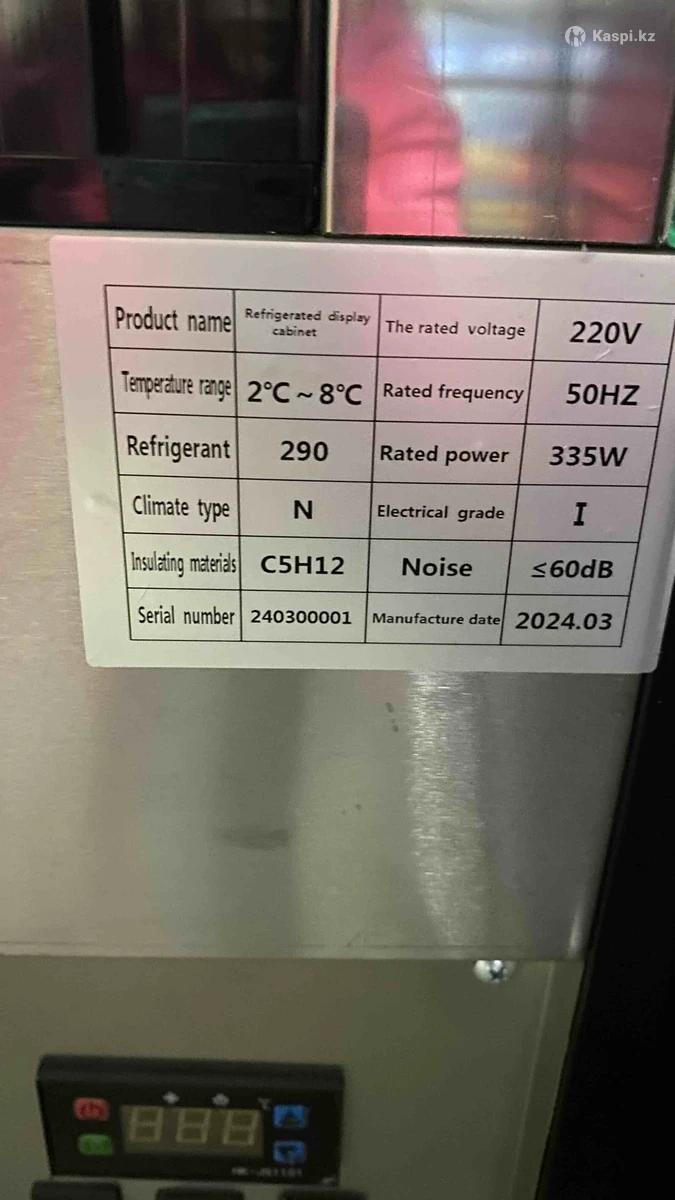 Kaspi.kz
Product name Refrigerated display cabinet The rated voltage 220V
Temperature range 2°C ~ 8°C Rated frequency 50HZ
Refrigerant 290 Rated power 335W
Climate type N Electrical grade I
Insulating materials C5H12 Noise ≤60dB
Serial number 240300001 Manufacture date 2024.03